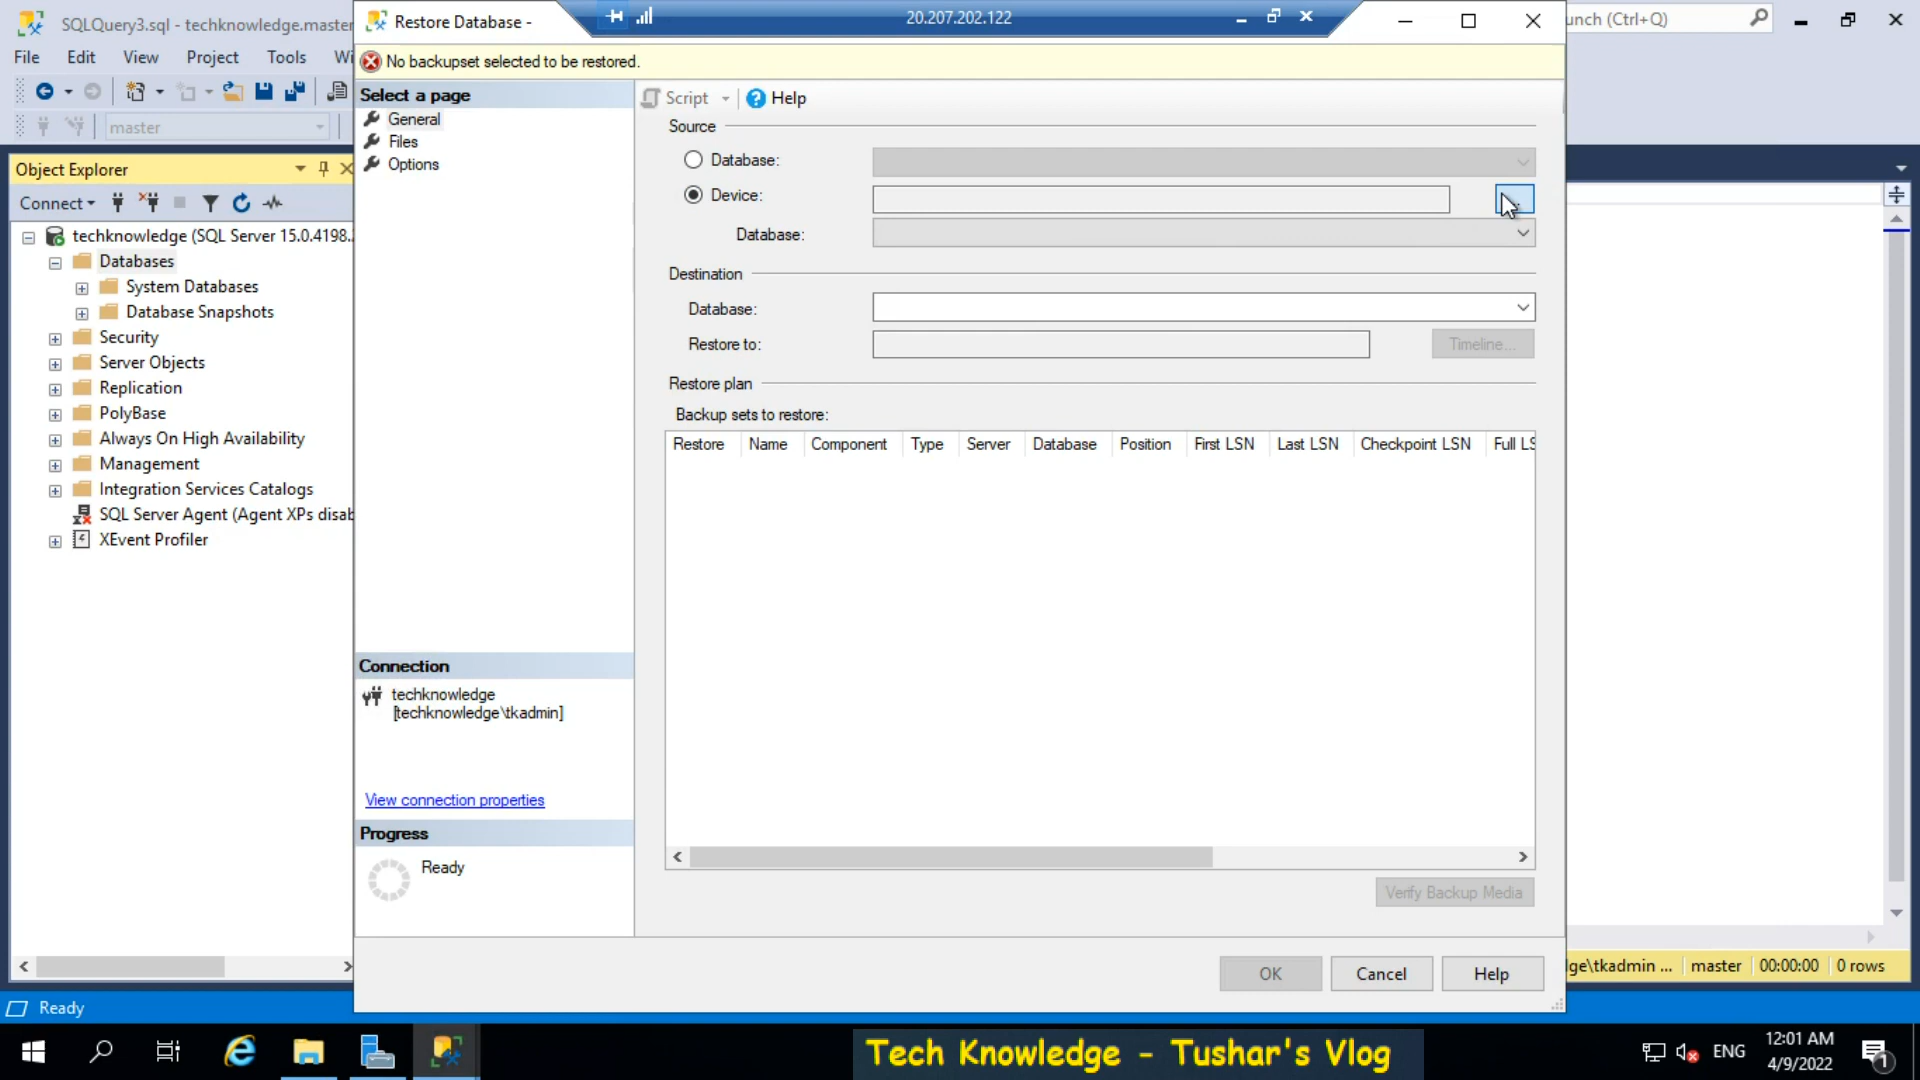 SQLQuery3.sql - techknowledge.master
Restore Database -
20.207.202.122
unch (Ctrl+Q)
File
Edit
View
Project
Tools
No backupset selected to be restored.
Select a page
General
Files
Options
Script
Help
master
Source
Database:
Device:
Database:
Destination
Database:
Restore to:
Timeline...
Restore plan
Backup sets to restore:
Restore
Name
Component
Type
Server
Database
Position
First LSN
Last LSN
Checkpoint LSN
Full LS
Object Explorer
Connect
techknowledge (SQL Server 15.0.4198.
Databases
System Databases
Database Snapshots
Security
Server Objects
Replication
PolyBase
Always On High Availability
Management
Integration Services Catalogs
SQL Server Agent (Agent XPs disab
XEvent Profiler
Connection
techknowledge
[techknowledge\tkadmin]
View connection properties
Progress
Ready
Verify Backup Media
OK
Cancel
Help
ge\tkadmin ...
master
00:00:00
0 rows
Ready
Tech Knowledge - Tushar's Vlog
ENG
12:01 AM
4/9/2022
1